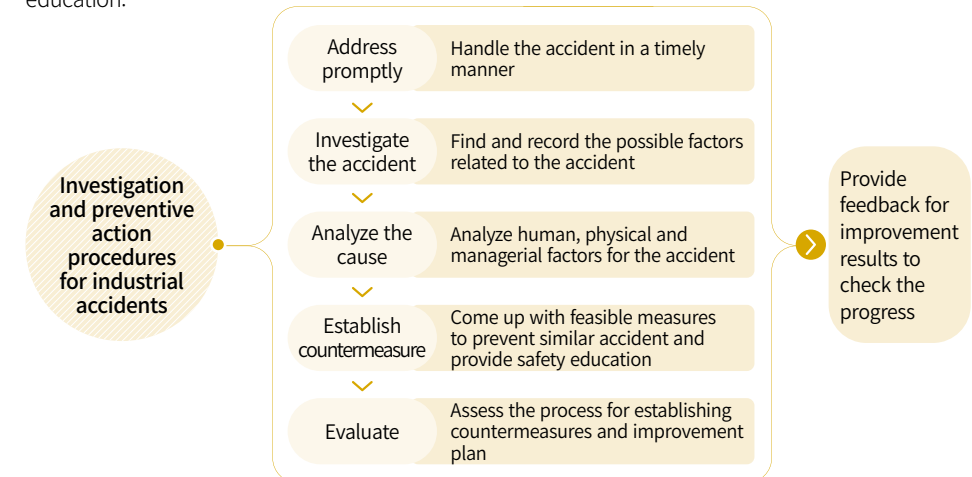 education.
Investigation
and preventive
action
procedures
for industrial
accidents
Address
promptly
Handle the accident in a timely
manner
Investigate
the accident
Find and record the possible factors
related to the accident
Analyze the
cause
Analyze human, physical and
managerial factors for the accident
Establish
countermeasure
Come up with feasible measures
to prevent similar accident and
provide safety education
Evaluate
Assess the process for establishing
countermeasures and improvement
plan
Provide
feedback for
improvement
results to
check the
progress